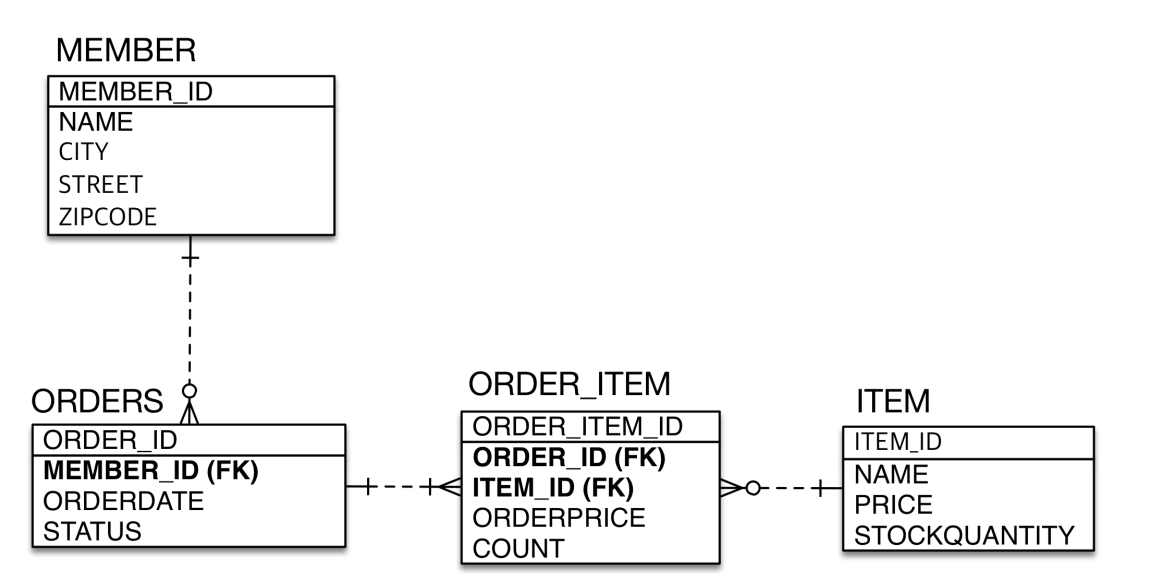 MEMBER
MEMBER_ID
NAME
CITY
STREET
ZIPCODE
ORDERS
ORDER_ID
MEMBER_ID (FK)
ORDERDATE
STATUS
ORDER_ITEM
ORDER_ITEM_ID
ORDER_ID (FK)
ITEM_ID (FK)
ORDERPRICE
COUNT
ITEM
ITEM_ID
NAME
PRICE
STOCKQUANTITY